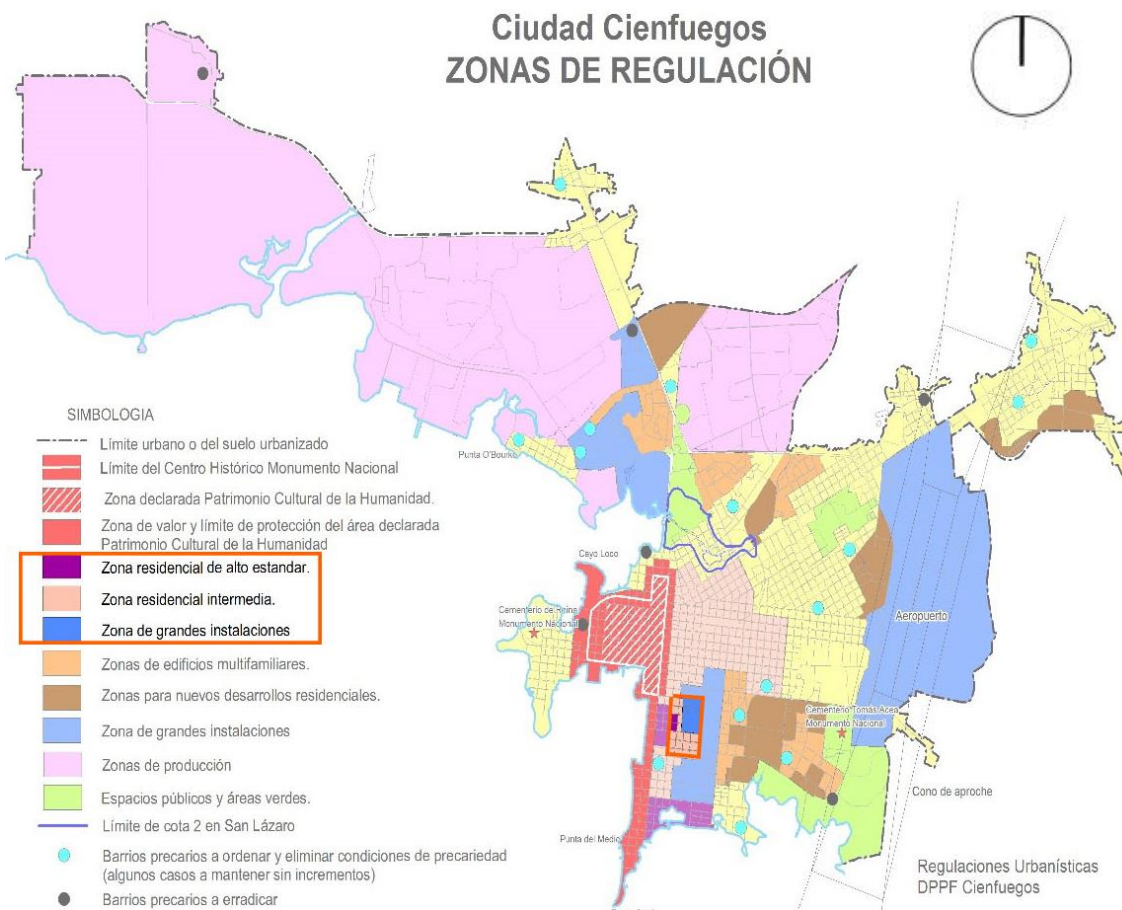 Ciudad Cienfuegos
ZONAS DE REGULACIÓN
SIMBOLOGIA
Límite urbano o del suelo urbanizado
Límite del Centro Histórico Monumento Nacional
Zona declarada Patrimonio Cultural de la Humanidad.
Zona de valor y límite de protección del área declarada
Patrimonio Cultural de la Humanidad
Zona residencial de alto estandar.
Zona residencial intermedia.
Zona de grandes instalaciones
Zonas de edificios multifamiliares.
Zonas para nuevos desarrollos residenciales.
Zona de grandes instalaciones
Zonas de producción
Espacios públicos y áreas verdes.
Límite de cota 2 en San Lázaro
Barrios precarios a ordenar y eliminar condiciones de precariedad
(algunos casos a mantener sin incrementos)
Barrios precarios a erradicar
Punta O'Bourke
Cayo Loco
Cementerio de Reina
Monumento Nacional
Aeropuerto
Cementerio Tomás Acea
Monumento Nacional
Cono de aproche
Punta del Medio
Regulaciones Urbanísticas
DPPF Cienfuegos